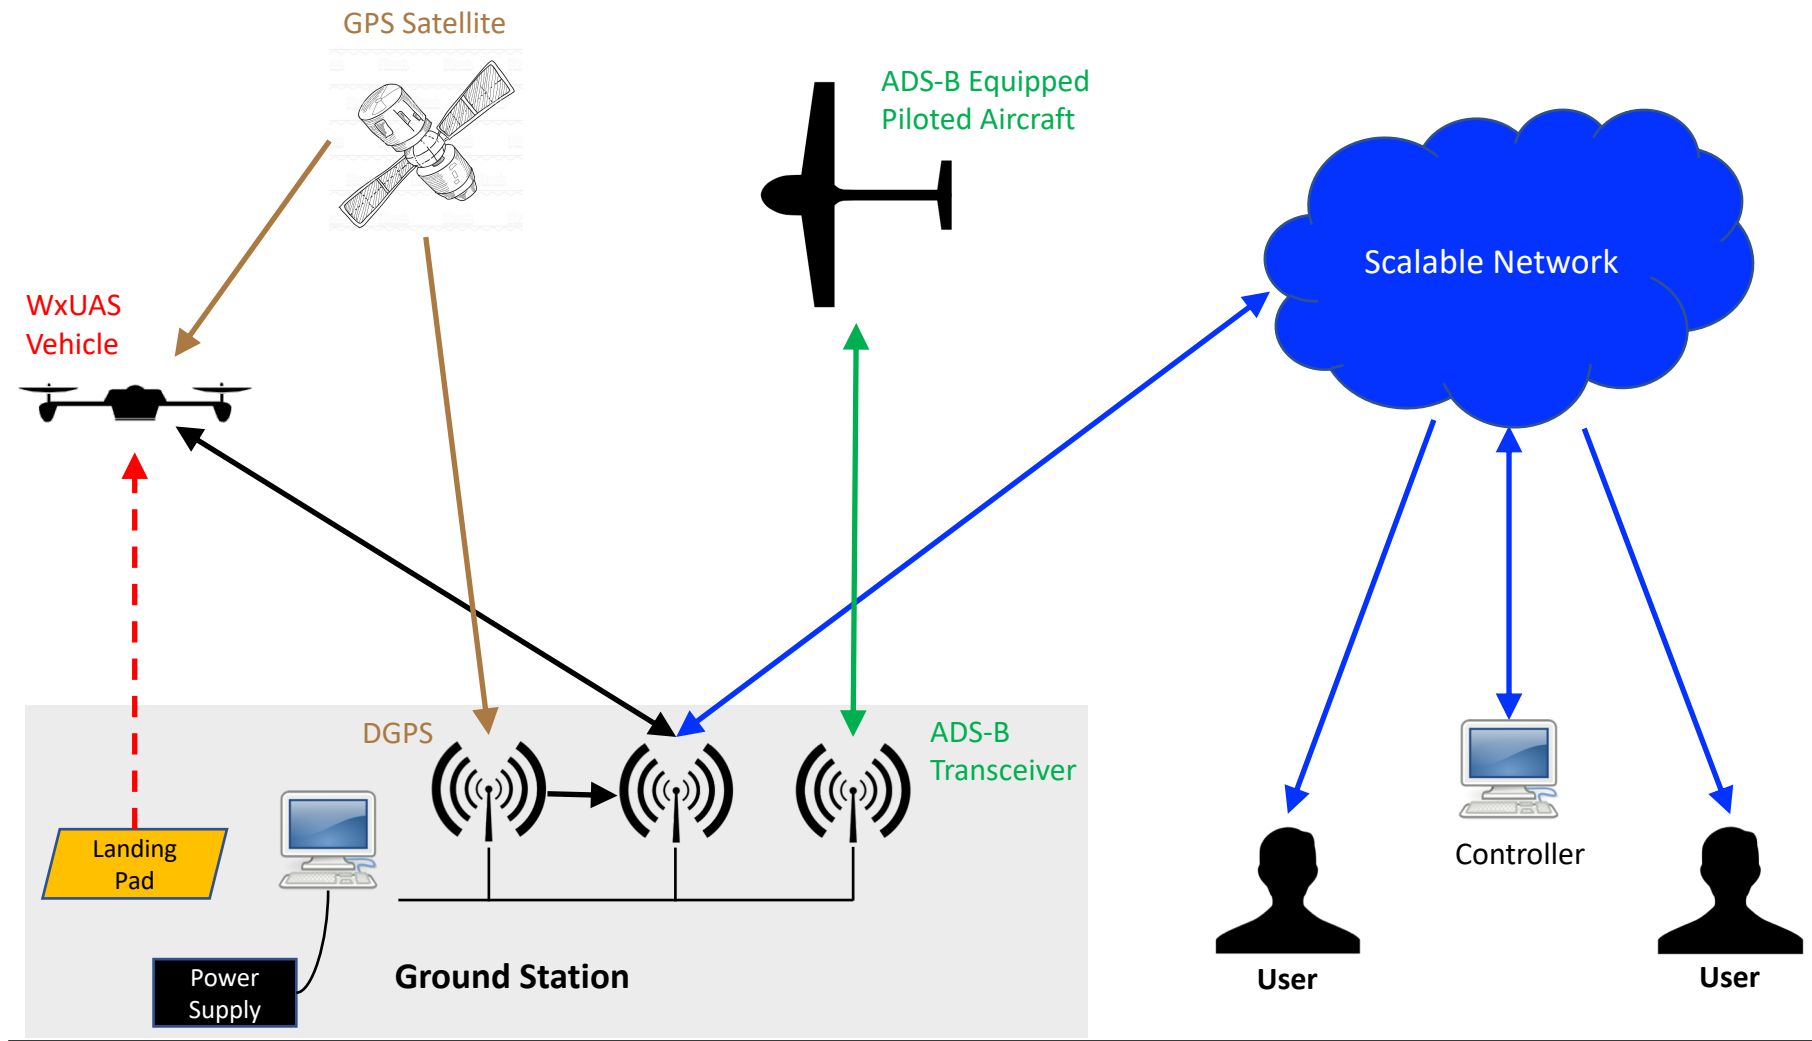 GPS Satellite
ADS-B Equipped
Piloted Aircraft
Scalable Network
WxUAS
Vehicle
DGPS
ADS-B
Transceiver
Landing
Pad
Controller
Power
Supply
Ground Station
User
User